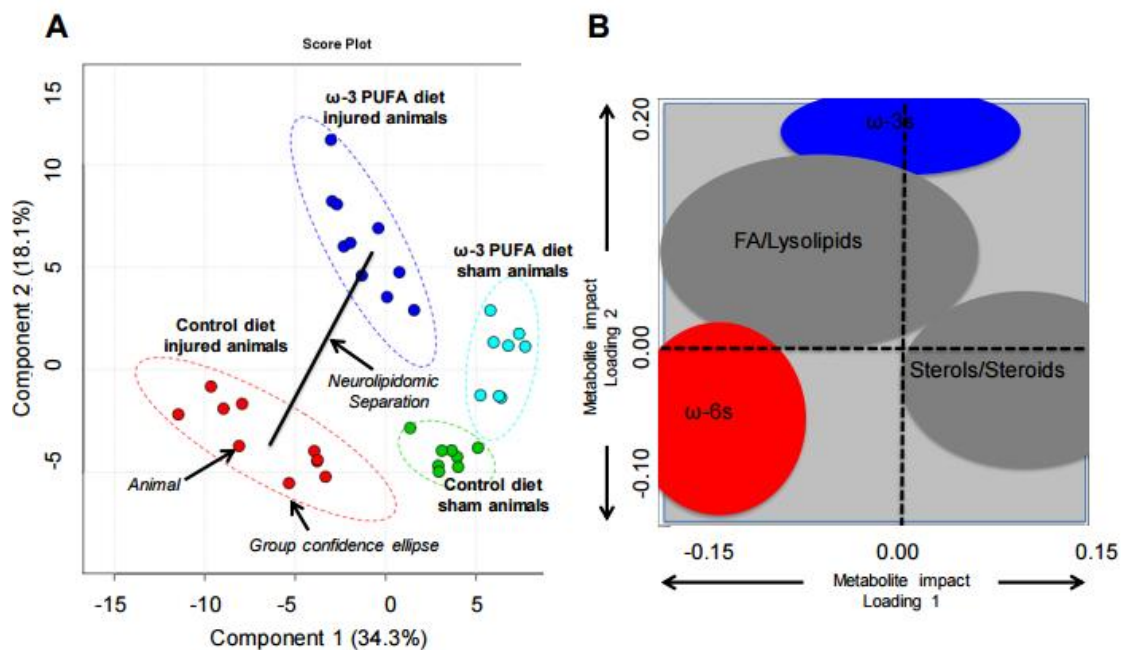 A
Score Plot
ω-3 PUFA diet
injured animals
ω-3 PUFA diet
sham animals
Control diet
injured animals
Neurolipidomic
Separation
Animal
Control diet
sham animals
Group confidence ellipse
Component 2 (18.1%)
15
10
5
0
-5
-15
-10
-5
0
5
Component 1 (34.3%)
B
ω-3s
FA/Lysolipids
Sterols/Steroids
ω-6s
Metabolite impact
Loading 2
0.20
0.00
-0.10
-0.15
0.00
0.15
Metabolite impact
Loading 1